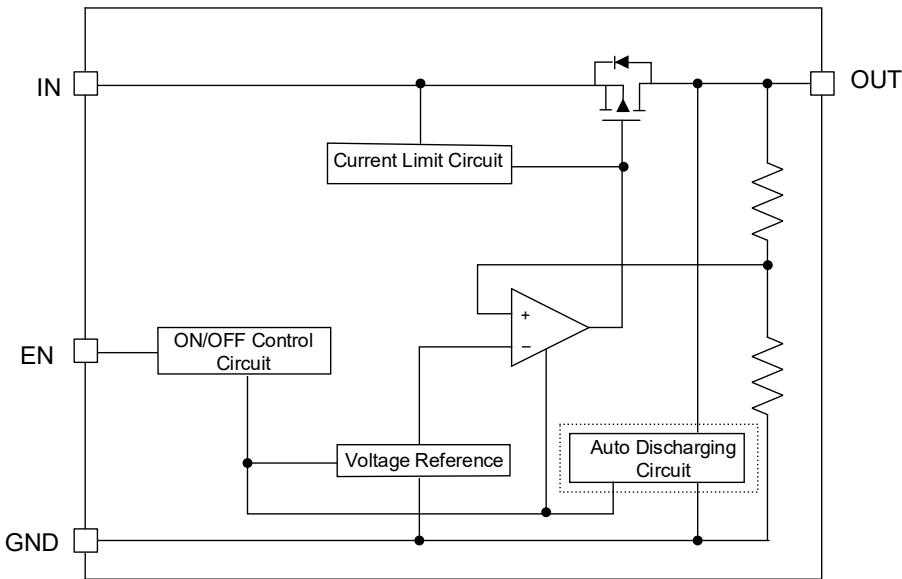 IN
OUT
Current Limit Circuit
+
−
EN
ON/OFF Control
Circuit
Voltage Reference
Auto Discharging
Circuit
GND